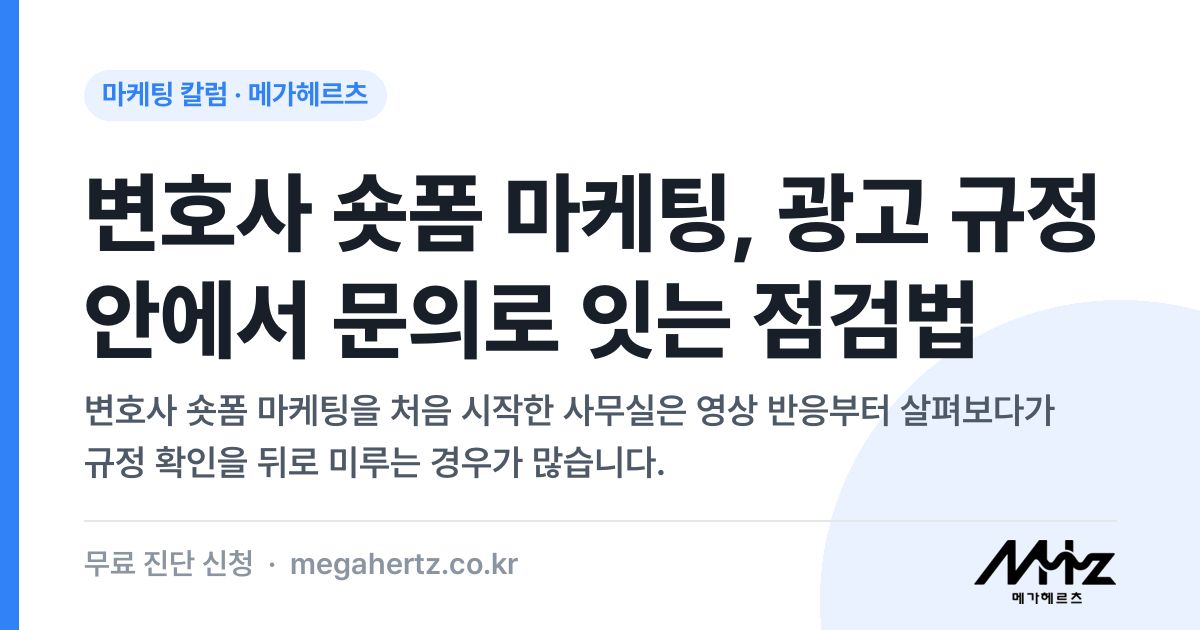 마케팅 칼럼 · 메가헤르츠
변호사 숏폼 마케팅, 광고 규정
안에서 문의로 잇는 점검법
변호사 숏폼 마케팅을 처음 시작한 사무실은 영상 반응부터 살펴보다가
규정 확인을 뒤로 미루는 경우가 많습니다.
무료 진단 신청 · megahertz.co.kr
MHz
메가헤르츠